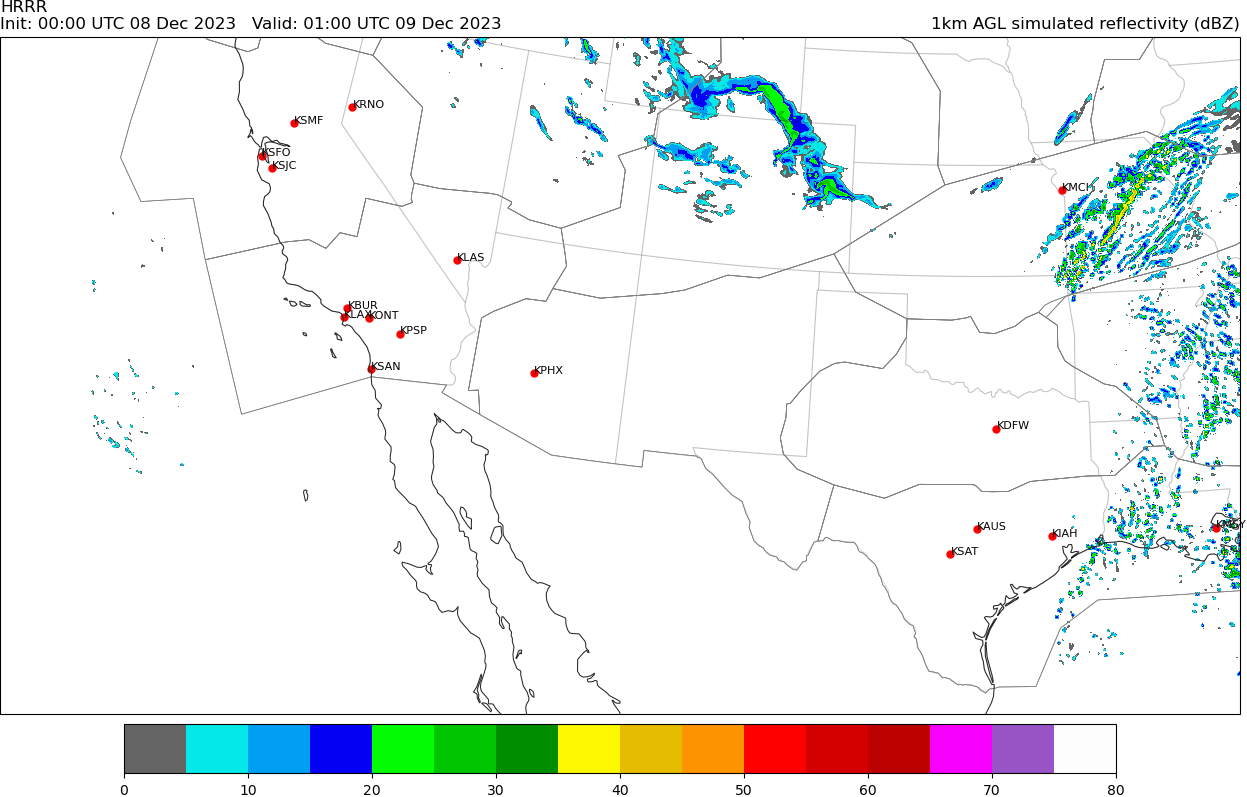 HRRR
Init: 00:00 UTC 08 Dec 2023   Valid: 01:00 UTC 09 Dec 2023
1km AGL simulated reflectivity (dBZ)
KRNO
KSMF
KSFO
KSJC
KMCI
KLAS
KBUR
KLAX
KONT
KPSP
KSAN
KPHX
KDFW
KAUS
KIAH
KSAT
KMSY
0 10 20 30 40 50 60 70 80